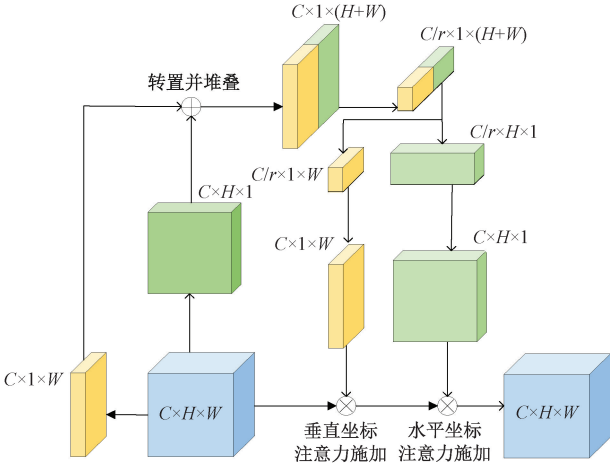 C×1×(H+W)
C/r×1×(H+W)
转置并堆叠
C/r×H×1
C/r×1×W
C×H×1
C×1×W
C×H×1
C×1×W
C×H×W
C×H×W
垂直坐标
注意力施加
水平坐标
注意力施加